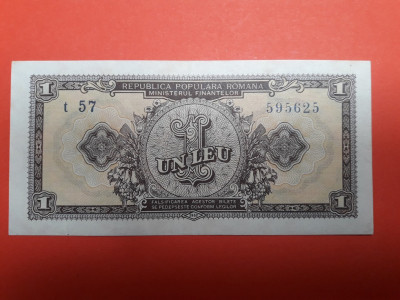 REPUBLICA POPULARA ROMANA
MINISTERUL FINANTELOR
1 1
t 57 595625
1
UN LEU
1 1
FALSIFICAREA ACESTOR BILETE
SE PEDEPSESTE CONFORM LEGILOR